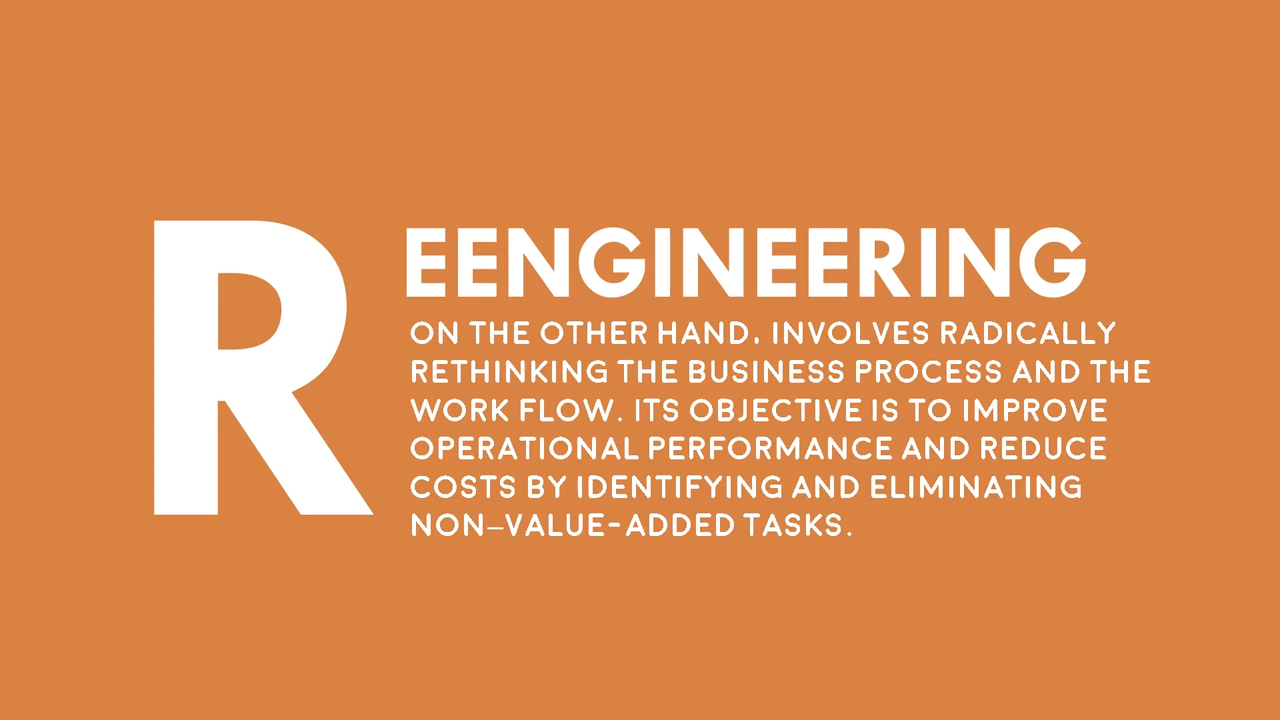 REENGINEERING
ON THE OTHER HAND. INVOLVES RADICALLY
RETHINKING THE BUSINESS PROCESS AND THE
WORK FLOW. ITS OBJECTIVE IS TO IMPROVE
OPERATIONAL PERFORMANCE AND REDUCE
COSTS BY IDENTIFYING AND ELIMINATING
NON–VALUE-ADDED TASKS.